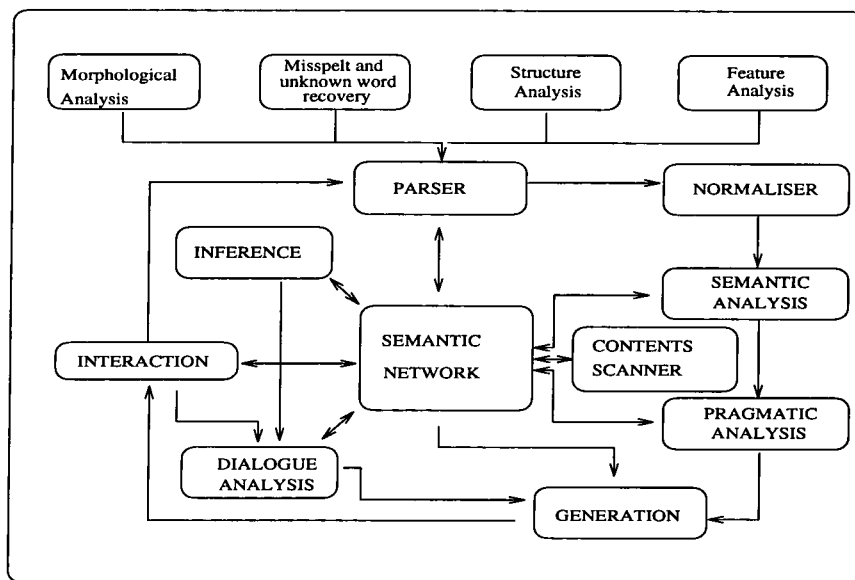 Morphological
Analysis
Misspelt and
unknown word
recovery
Structure
Analysis
Feature
Analysis
PARSER
NORMALISER
INFERENCE
SEMANTIC
ANALYSIS
SEMANTIC
NETWORK
CONTENTS
SCANNER
INTERACTION
PRAGMATIC
ANALYSIS
DIALOGUE
ANALYSIS
GENERATION